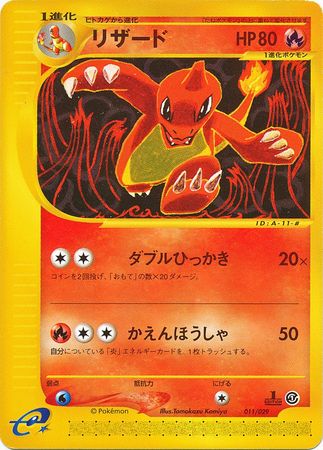 1進化
ヒトカゲから進化
リザード
HP80
1進化ポケモン
ID:A-11-#
ダブルひっかき 20×
コインを2回投げ、「おもて」の数×20ダメージ。
かえんほうしゃ 50
自分についている「炎」エネルギーカードを、1枚トラッシュする。
弱点 抵抗力 にげる
©Pokémon Illus.Tomokazu Komiya 011/029
1 EDITION
e